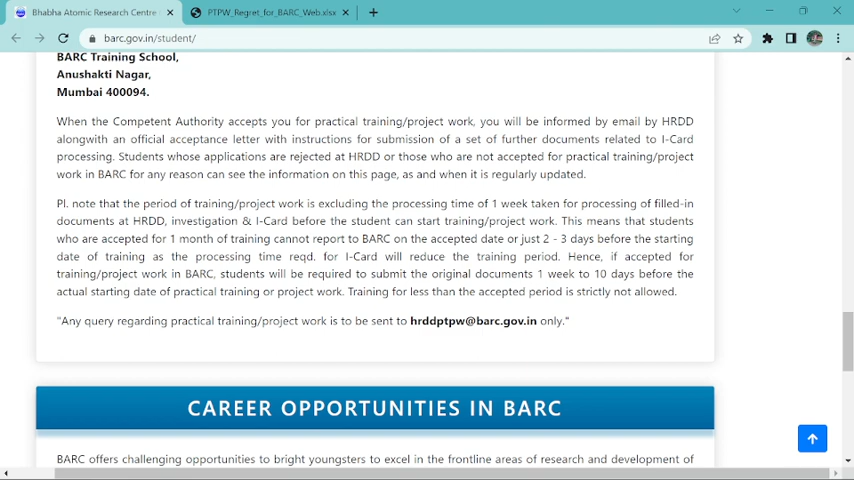 Bhabha Atomic Research Centre
PTPW_Regret_for_BARC_Web.xlsx
barc.gov.in/student/
BARC Training School,
Anushakti Nagar,
Mumbai 400094.
When the Competent Authority accepts you for practical training/project work, you will be informed by email by HRDD
alongwith an official acceptance letter with instructions for submission of a set of further documents related to I-Card
processing. Students whose applications are rejected at HRDD or those who are not accepted for practical training/project
work in BARC for any reason can see the information on this page, as and when it is regularly updated.
Pl. note that the period of training/project work is excluding the processing time of 1 week taken for processing of filled-in
documents at HRDD, investigation & I-Card before the student can start training/project work. This means that students
who are accepted for 1 month of training cannot report to BARC on the accepted date or just 2 - 3 days before the starting
date of training as the processing time reqd. for I-Card will reduce the training period. Hence, if accepted for
training/project work in BARC, students will be required to submit the original documents 1 week to 10 days before the
actual starting date of practical training or project work. Training for less than the accepted period is strictly not allowed.
"Any query regarding practical training/project work is to be sent to hrddptpw@barc.gov.in only."
CAREER OPPORTUNITIES IN BARC
BARC offers challenging opportunities to bright youngsters to excel in the frontline areas of research and development of